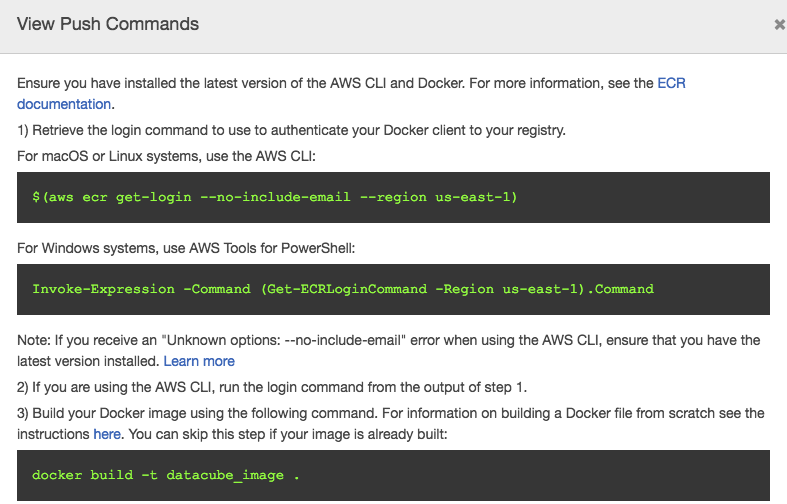 View Push Commands
×
Ensure you have installed the latest version of the AWS CLI and Docker. For more information, see the ECR
documentation.
1) Retrieve the login command to use to authenticate your Docker client to your registry.
For macOS or Linux systems, use the AWS CLI:
$(aws ecr get-login --no-include-email --region us-east-1)
For Windows systems, use AWS Tools for PowerShell:
Invoke-Expression -Command (Get-ECRLoginCommand -Region us-east-1).Command
Note: If you receive an "Unknown options: --no-include-email" error when using the AWS CLI, ensure that you have the
latest version installed. Learn more
2) If you are using the AWS CLI, run the login command from the output of step 1.
3) Build your Docker image using the following command. For information on building a Docker file from scratch see the
instructions here. You can skip this step if your image is already built:
docker build -t datacube_image .